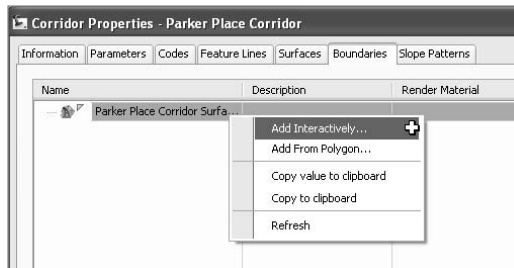 Corridor Properties - Parker Place Corridor
Information Parameters Codes Feature Lines Surfaces Boundaries Slope Patterns
Name Description Render Material
Parker Place Corridor Surfa...
Add Interactively...
Add From Polygon...
Copy value to clipboard
Copy to clipboard
Refresh